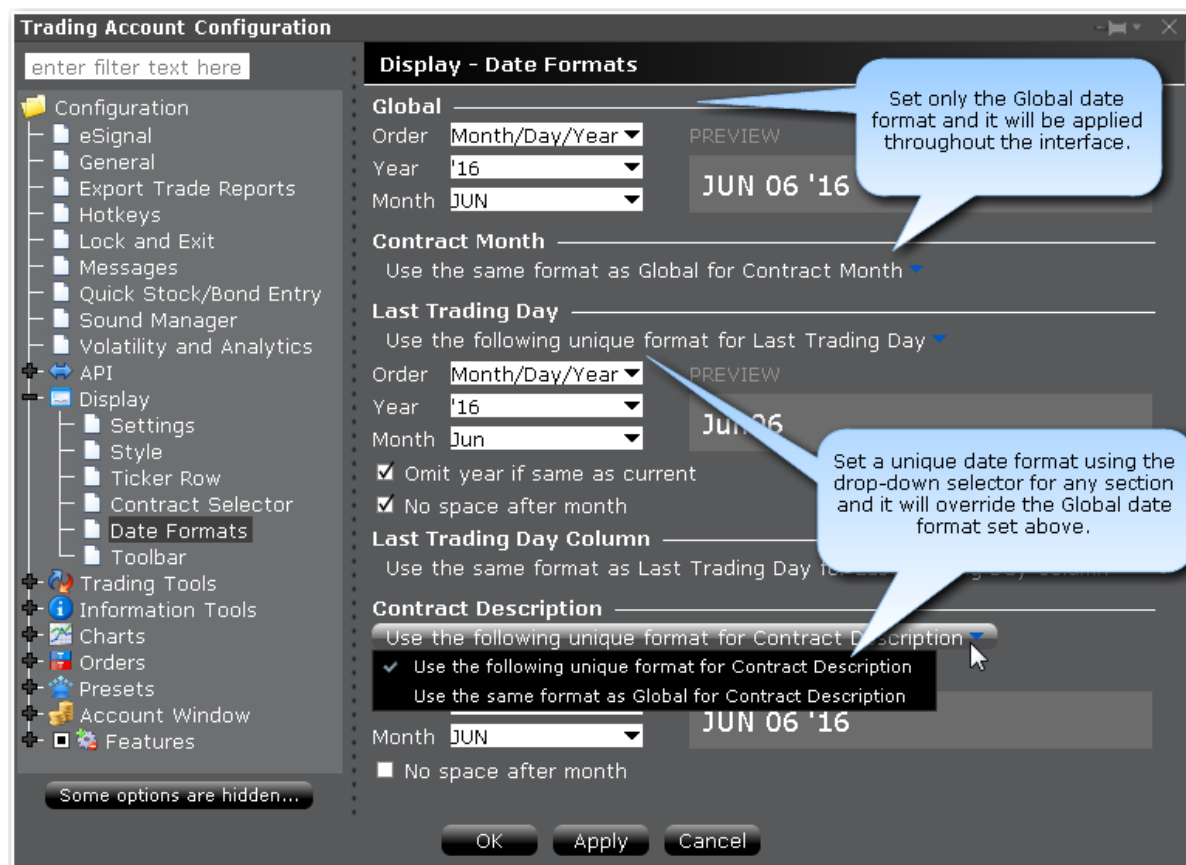 Trading Account Configuration
enter filter text here
Configuration
eSignal
General
Export Trade Reports
Hotkeys
Lock and Exit
Messages
Quick Stock/Bond Entry
Sound Manager
Volatility and Analytics
API
Display
Settings
Style
Ticker Row
Contract Selector
Date Formats
Toolbar
Trading Tools
Information Tools
Charts
Orders
Presets
Account Window
Features
Some options are hidden...
Display - Date Formats
Global
Order Month/Day/Year
Year '16
Month JUN
PREVIEW
JUN 06 '16
Set only the Global date
format and it will be applied
throughout the interface.
Contract Month
Use the same format as Global for Contract Month
Last Trading Day
Use the following unique format for Last Trading Day
Order Month/Day/Year
Year '16
Month Jun
PREVIEW
Jun06
Omit year if same as current
No space after month
Set a unique date format using the
drop-down selector for any section
and it will override the Global date
format set above.
Last Trading Day Column
Use the same format as Last Trading Day for Last Trading Day Column
Contract Description
Use the following unique format for Contract Description
Use the following unique format for Contract Description
Use the same format as Global for Contract Description
JUN 06 '16
Month JUN
No space after month
OK
Apply
Cancel